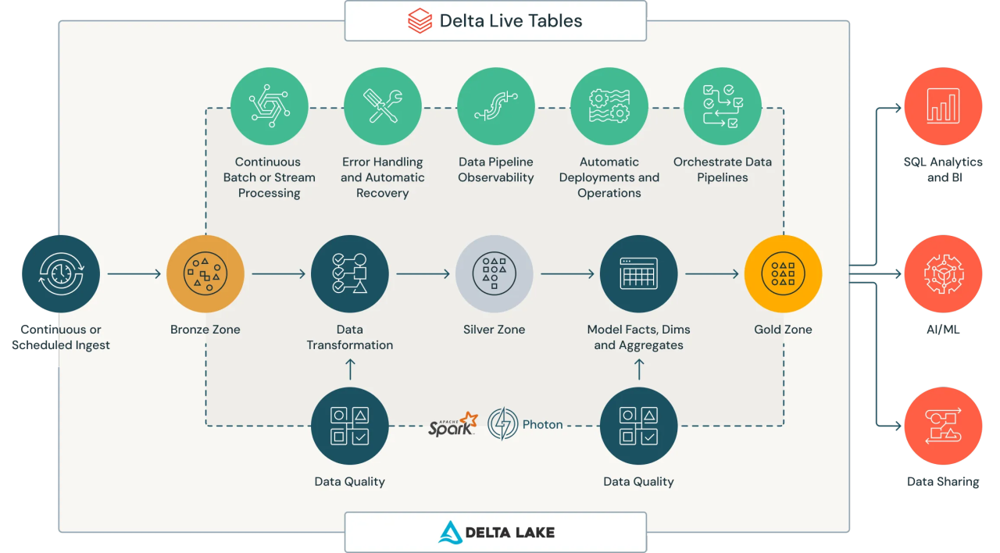 Delta Live Tables
Continuous
Batch or Stream
Processing
Error Handling
and Automatic
Recovery
Data Pipeline
Observability
Automatic
Deployments and
Operations
Orchestrate Data
Pipelines
SQL Analytics
and BI
Continuous or
Scheduled Ingest
Bronze Zone
Data
Transformation
Silver Zone
Model Facts, Dims
and Aggregates
Gold Zone
AI/ML
APACHE
Spark
Photon
Data Quality
Data Quality
Data Sharing
DELTA LAKE